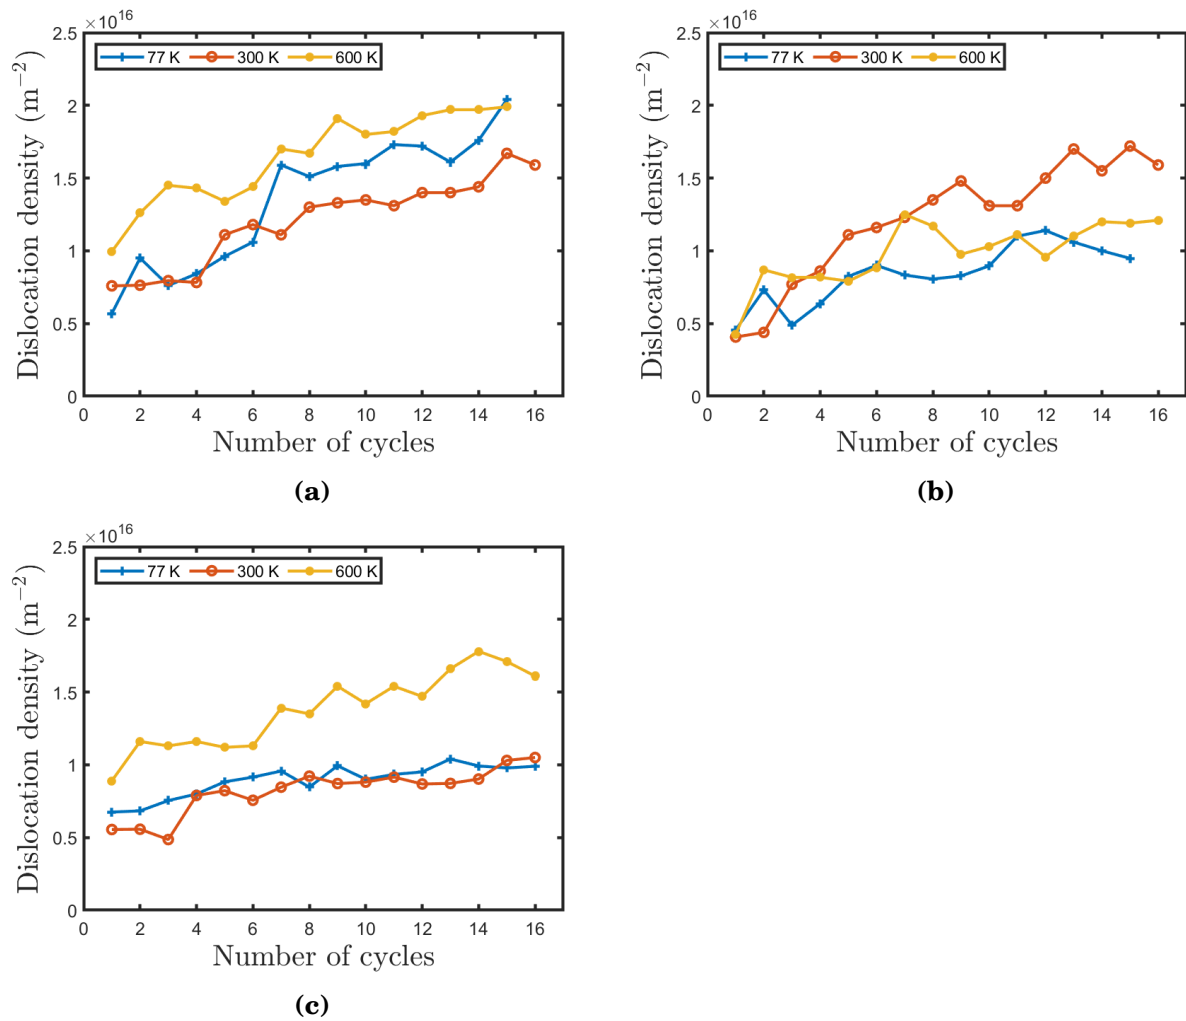 ×10^16
2.5
2
1.5
1
0.5
0
Dislocation density (m^−2)
77 K 300 K 600 K
0 2 4 6 8 10 12 14 16
Number of cycles
(a)
×10^16
2.5
2
1.5
1
0.5
0
Dislocation density (m^−2)
77 K 300 K 600 K
0 2 4 6 8 10 12 14 16
Number of cycles
(b)
×10^16
2.5
2
1.5
1
0.5
0
Dislocation density (m^−2)
77 K 300 K 600 K
0 2 4 6 8 10 12 14 16
Number of cycles
(c)